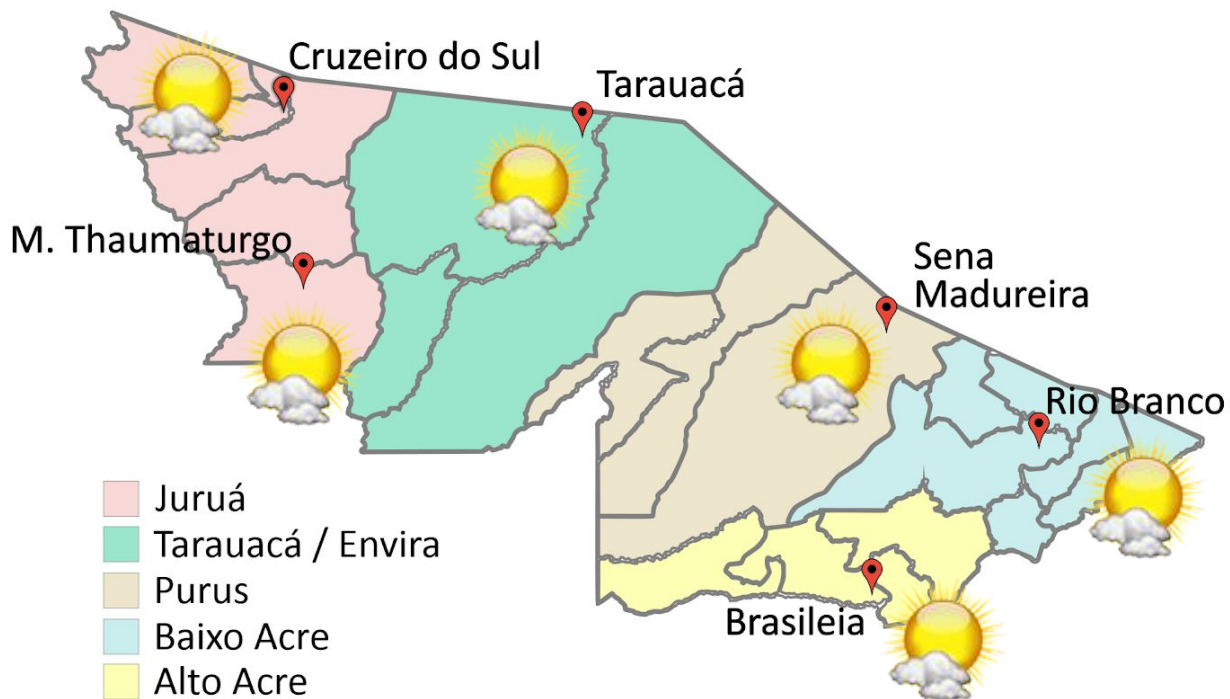 Cruzeiro do Sul
Tarauacá
M. Thaumaturgo
Sena
Madureira
Rio Branco
Brasileia
Juruá
Tarauacá / Envira
Purus
Baixo Acre
Alto Acre